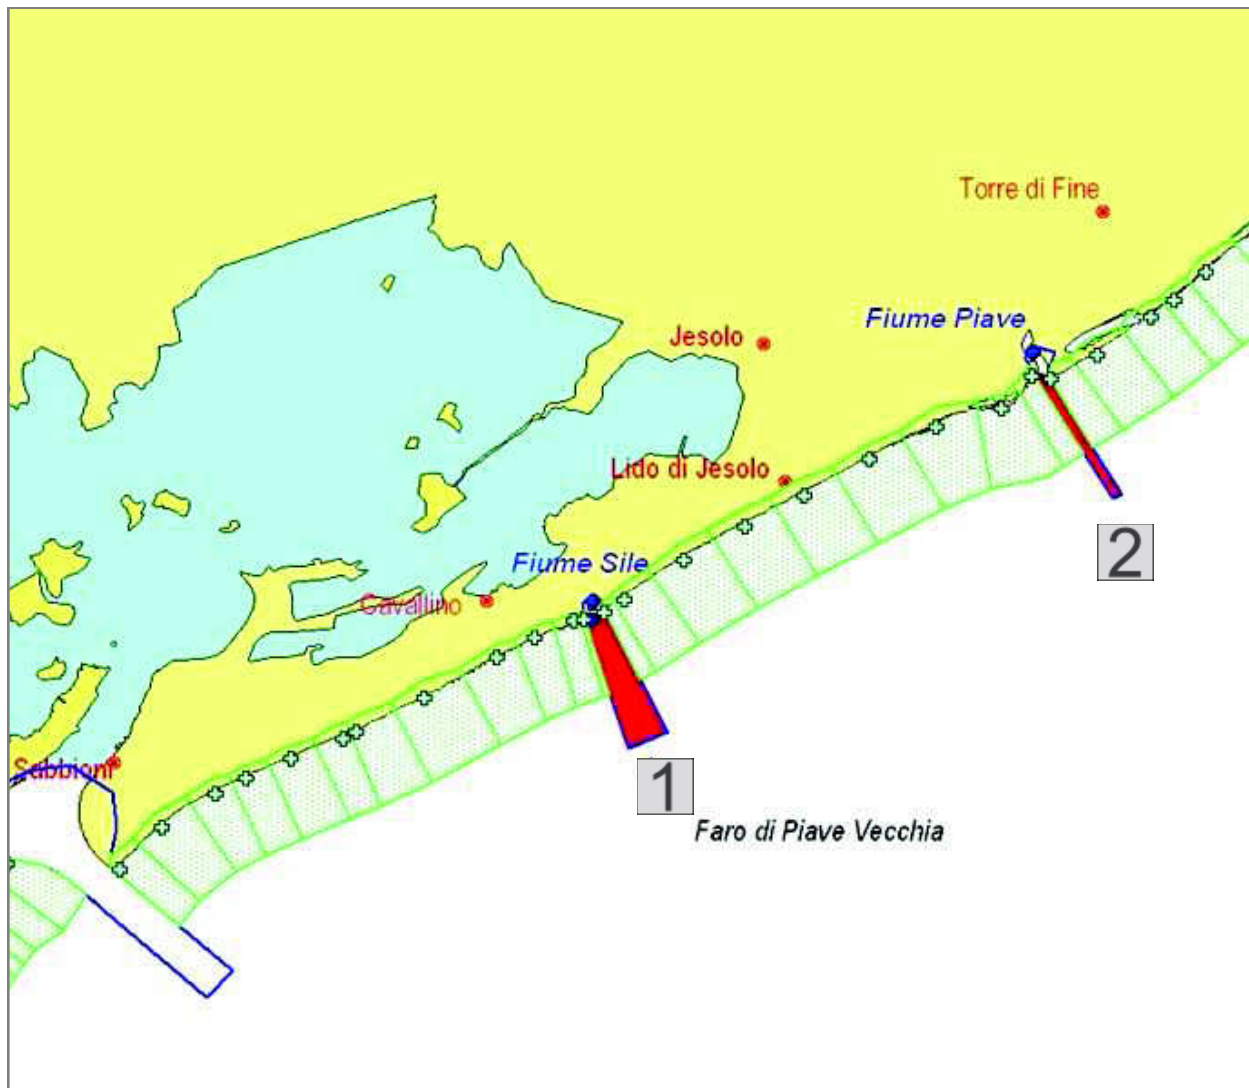 Torre di Fine
Fiume Piave
Jesolo
Lido di Jesolo
2
Fiume Sile
Cavallino
Sabbioni
1
Faro di Piave Vecchia